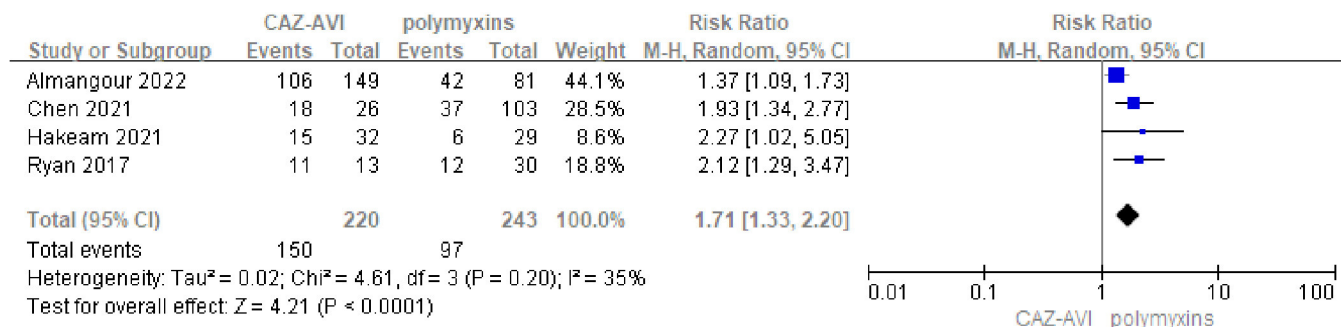 CAZ-AVI polymyxins Risk Ratio Risk Ratio
Study or Subgroup Events Total Events Total Weight M-H, Random, 95% CI M-H, Random, 95% CI
Almangour 2022 106 149 42 81 44.1% 1.37 [1.09, 1.73]
Chen 2021 18 26 37 103 28.5% 1.93 [1.34, 2.77]
Hakeam 2021 15 32 6 29 8.6% 2.27 [1.02, 5.05]
Ryan 2017 11 13 12 30 18.8% 2.12 [1.29, 3.47]
Total (95% CI) 220 243 100.0% 1.71 [1.33, 2.20]
Total events 150 97
Heterogeneity: Tau² = 0.02; Chi² = 4.61, df = 3 (P = 0.20); I² = 35%
Test for overall effect: Z = 4.21 (P < 0.0001)
0.01 0.1 1 10 100
CAZ-AVI polymyxins